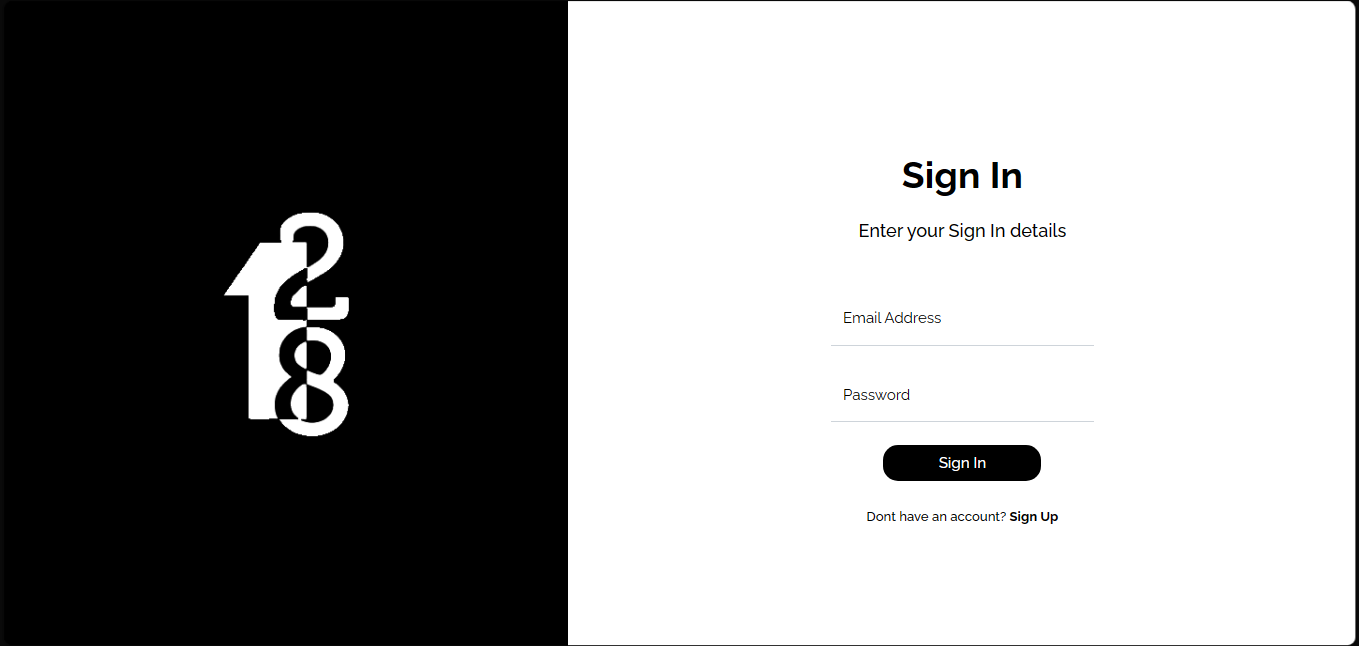 128
Sign In
Enter your Sign In details
Email Address
Password
Sign In
Dont have an account? Sign Up